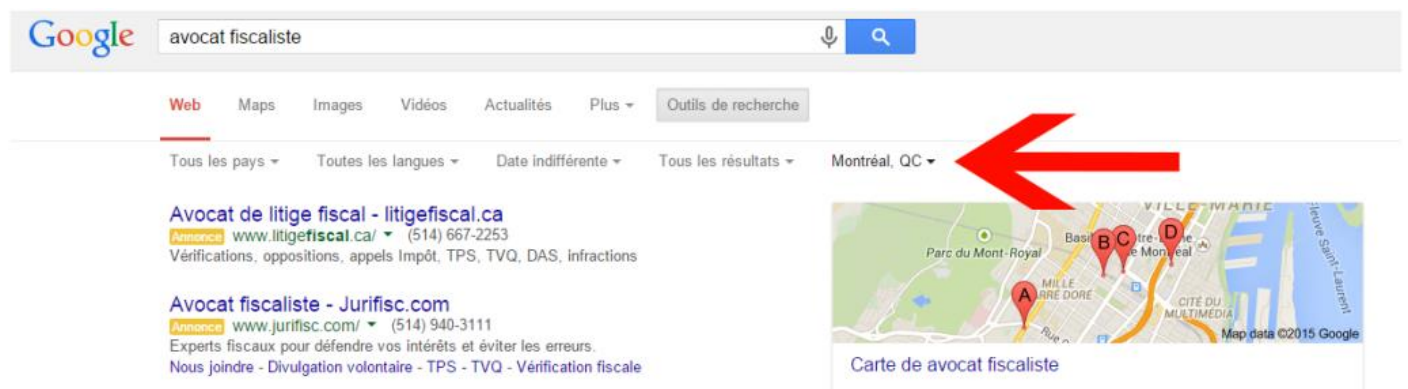 Google avocat fiscaliste
Web Maps Images Vidéos Actualités Plus Outils de recherche
Tous les pays Toutes les langues Date indifférente Tous les résultats Montréal, QC
Avocat de litige fiscal - litigefiscal.ca
Annonce www.litigefiscal.ca/ (514) 667-2253
Vérifications, oppositions, appels Impôt, TPS, TVQ, DAS, infractions
Avocat fiscaliste - Jurifisc.com
Annonce www.jurifisc.com/ (514) 940-3111
Experts fiscaux pour défendre vos intérêts et éviter les erreurs.
Nous joindre - Divulgation volontaire - TPS - TVQ - Vérification fiscale
VILLE-MARIE
Fleuve Saint-Laurent
B C D
Parc du Mont-Royal
A
MILLE
CITÉ DU
MULTIMÉDIA
Map data ©2015 Google
Carte de avocat fiscaliste